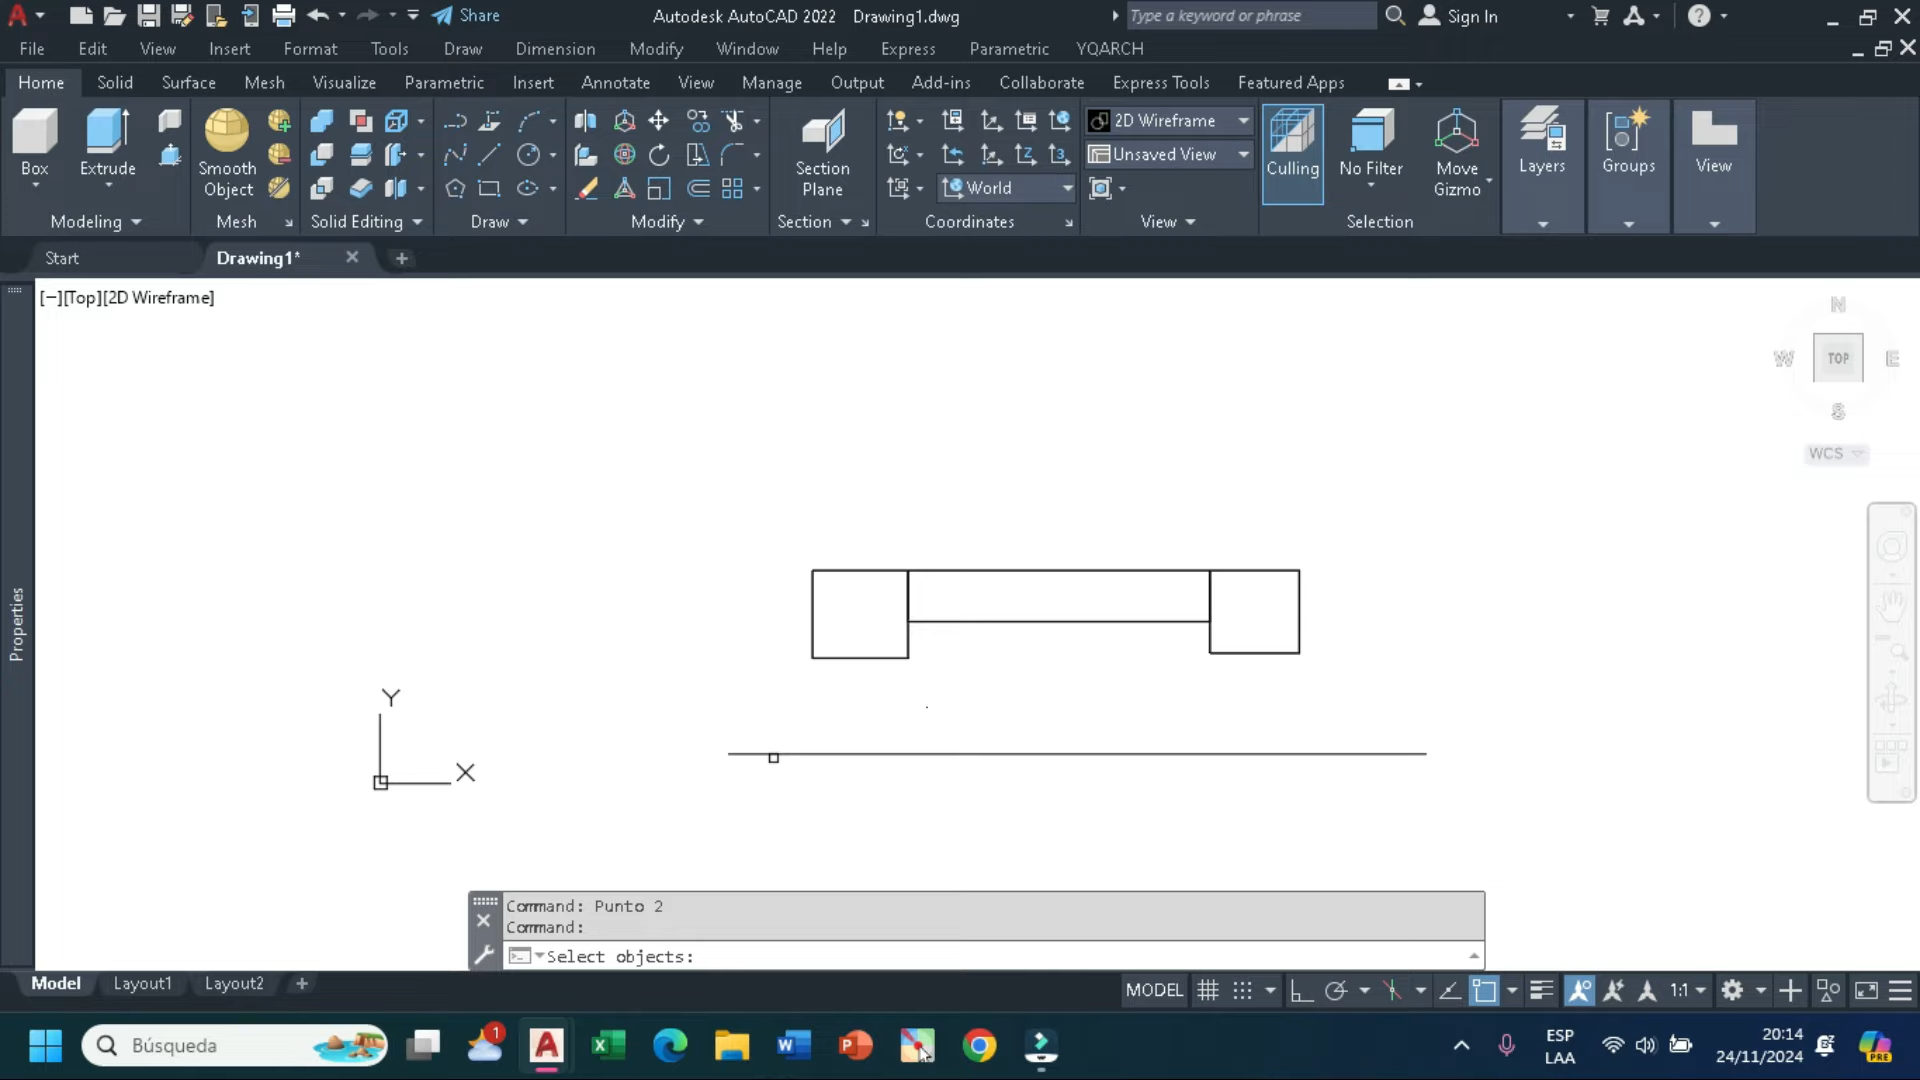 Share
Autodesk AutoCAD 2022 Drawing1.dwg
Type a keyword or phrase
Sign In
File Edit View Insert Format Tools Draw Dimension Modify Window Help Express Parametric YQARCH
Home Solid Surface Mesh Parametric Visualize Insert Annotate View Manage Output Add-ins Collaborate Express Tools Featured Apps
Box Extrude Smooth Object Section Plane 2D Wireframe Unsaved View World Culling No Filter Move Gizmo Layers Groups View
Modeling Mesh Solid Editing Draw Modify Section Coordinates View Selection
Start Drawing1* +
[−][Top][2D Wireframe]
N
W TOP E
S
WCS
Properties
Y
X
Command: Punto 2
Command:
Select objects:
Model Layout1 Layout2 +
MODEL 1:1
Búsqueda
1
ESP
LAA
20:14
24/11/2024
PRE